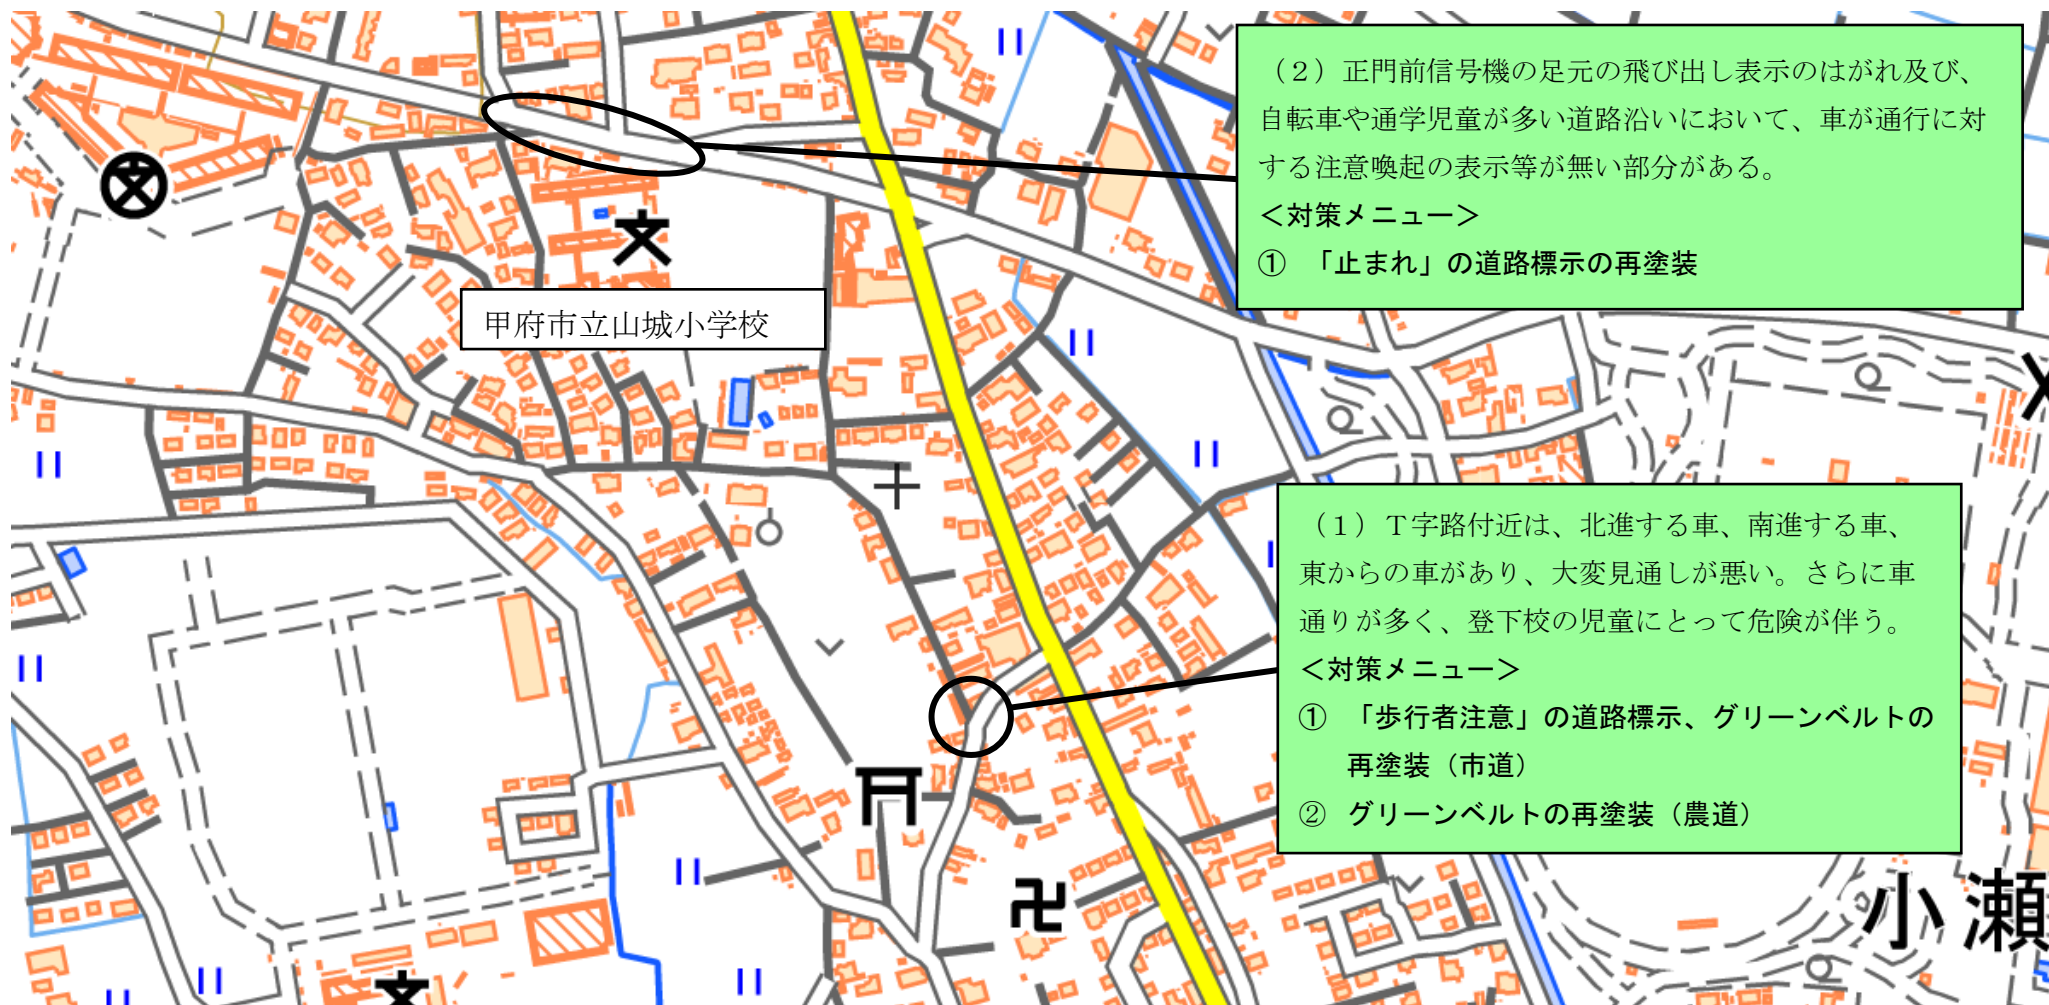 （２）正門前信号機の足元の飛び出し表示のはがれ及び、
自転車や通学児童が多い道路沿いにおいて、車が通行に対
する注意喚起の表示等が無い部分がある。
＜対策メニュー＞
①　「止まれ」の道路標示の再塗装
甲府市立山城小学校
（１）Ｔ字路付近は、北進する車、南進する車、
東からの車があり、大変見通しが悪い。さらに車
通りが多く、登下校の児童にとって危険が伴う。
＜対策メニュー＞
①　「歩行者注意」の道路標示、グリーンベルトの
再塗装（市道）
②　グリーンベルトの再塗装（農道）
小瀬